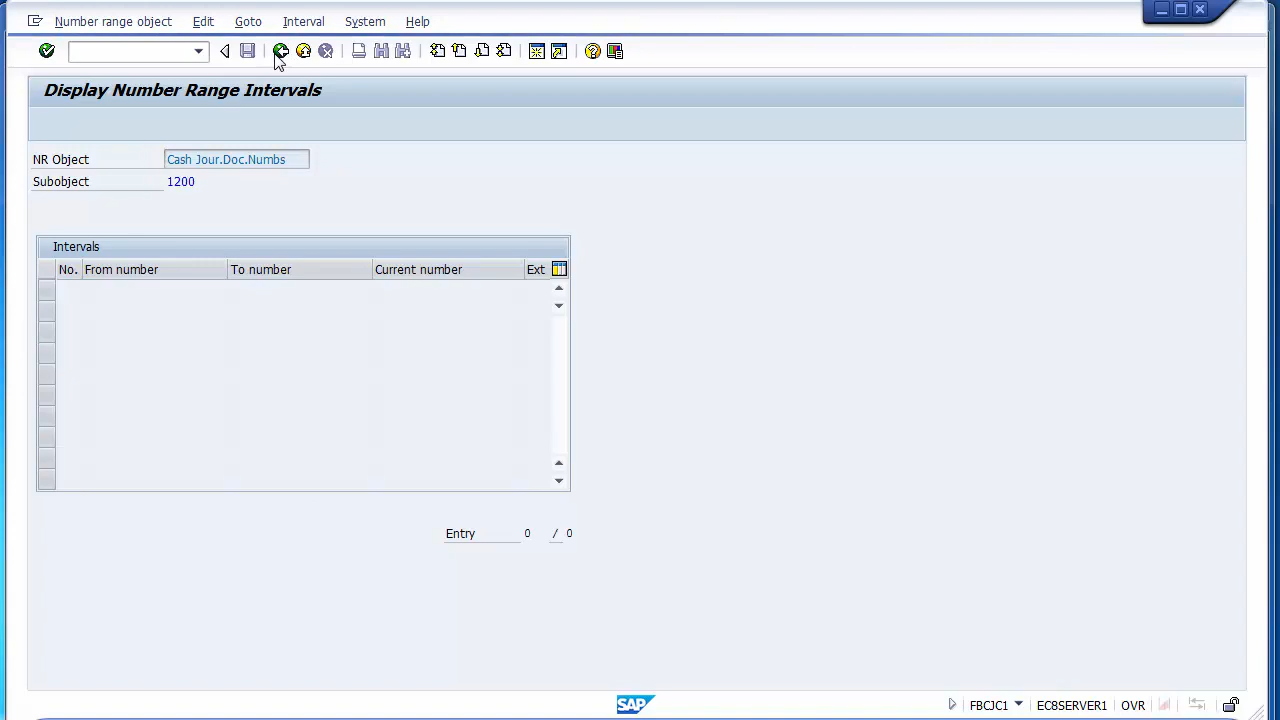 Number range object Edit Goto Interval System Help
Display Number Range Intervals
NR Object Cash Jour.Doc.Numbs
Subobject 1200
Intervals
No. From number To number Current number Ext
Entry 0 / 0
SAP FBCJC1 EC8SERVER1 OVR